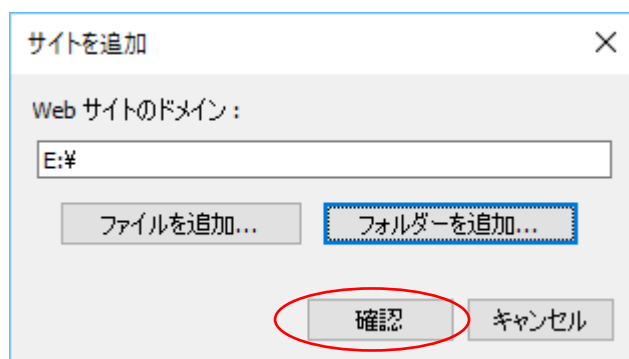 サイトを追加
Web サイトのドメイン :
E:¥
ファイルを追加...
フォルダーを追加...
確認
キャンセル